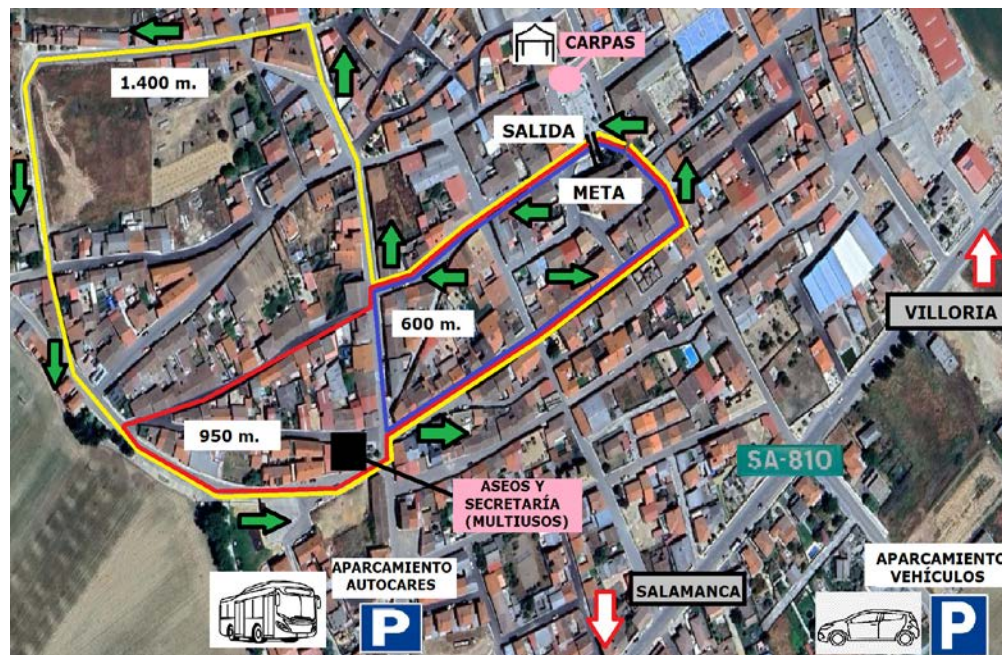 CARPAS
1.400 m.
SALIDA
META
600 m.
VILLORIA
950 m.
SA-810
ASEOS Y
SECRETARÍA
(MULTIUSOS)
APARCAMIENTO
AUTOCARES
P
SALAMANCA
APARCAMIENTO
VEHÍCULOS
P